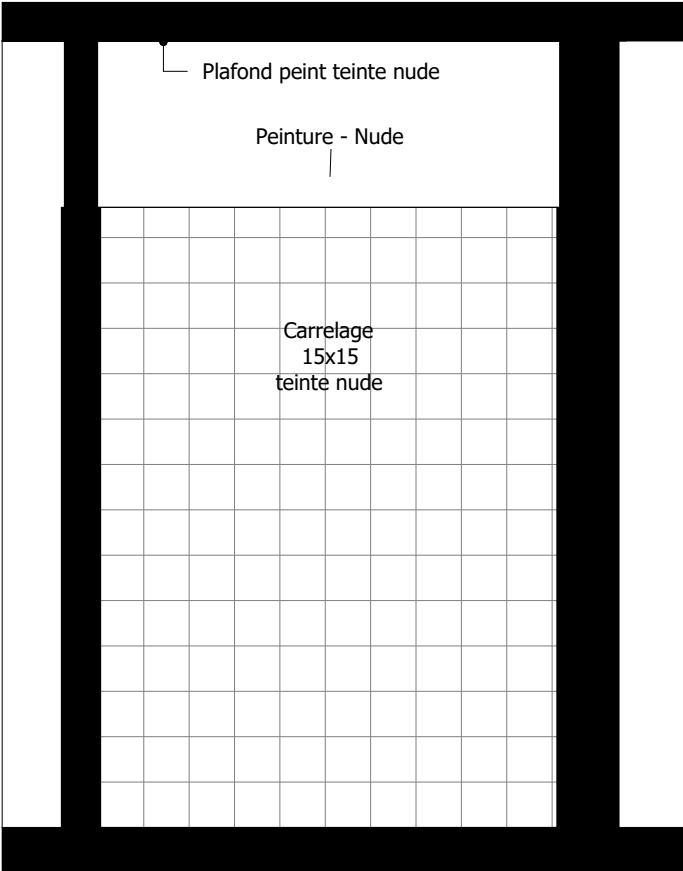 Plafond peint teinte nude
Peinture - Nude
Carrelage
15x15
teinte nude